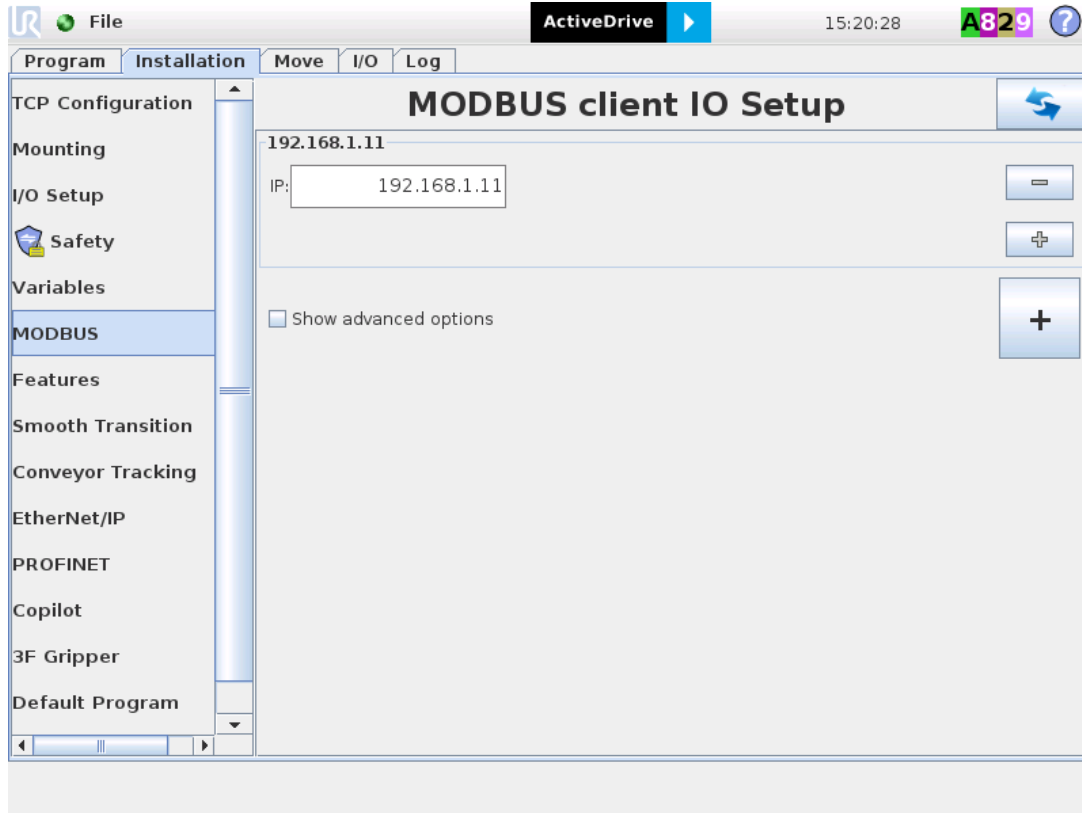 UR File ActiveDrive 15:20:28 A829 ?
Program Installation Move I/O Log
TCP Configuration
Mounting
I/O Setup
Safety
Variables
MODBUS
Features
Smooth Transition
Conveyor Tracking
EtherNet/IP
PROFINET
Copilot
3F Gripper
Default Program
MODBUS client IO Setup
192.168.1.11
IP: 192.168.1.11
Show advanced options